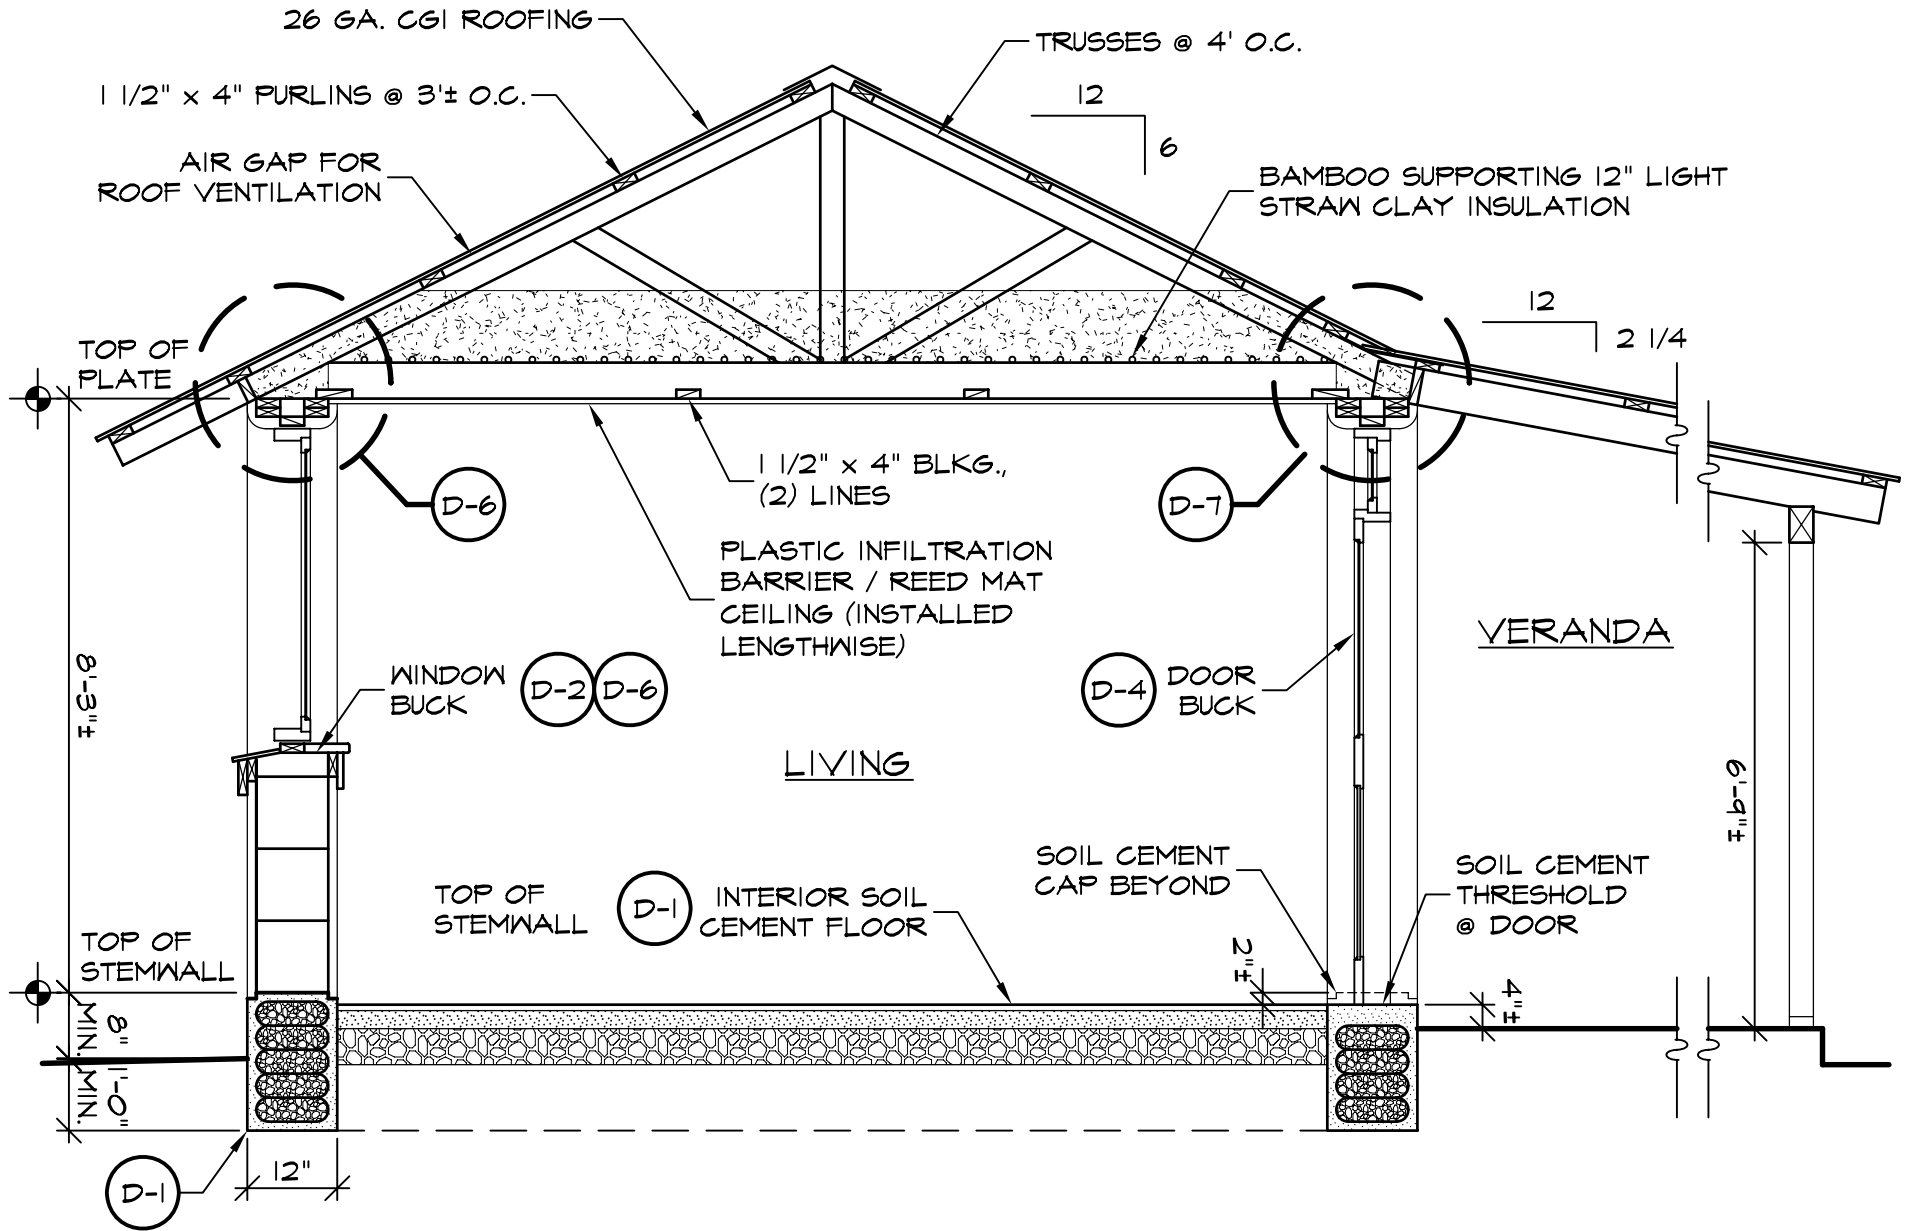 26 GA. CGI ROOFING
TRUSSES @ 4' O.C.
1 1/2" x 4" PURLINS @ 3'± O.C.
12
6
AIR GAP FOR
ROOF VENTILATION
BAMBOO SUPPORTING 12" LIGHT
STRAW CLAY INSULATION
12
2 1/4
TOP OF
PLATE
1 1/2" x 4" BLKG.,
(2) LINES
D-6
D-7
PLASTIC INFILTRATION
BARRIER / REED MAT
CEILING (INSTALLED
LENGTHWISE)
VERANDA
8'-3"±
WINDOW
BUCK
D-2
D-6
D-4
DOOR
BUCK
LIVING
6'-9"±
SOIL CEMENT
CAP BEYOND
SOIL CEMENT
THRESHOLD
@ DOOR
TOP OF
STEMWALL
D-1
INTERIOR SOIL
CEMENT FLOOR
TOP OF
STEMWALL
2"±
4"±
8"
MIN.
1'-0"
MIN.
12"
D-1